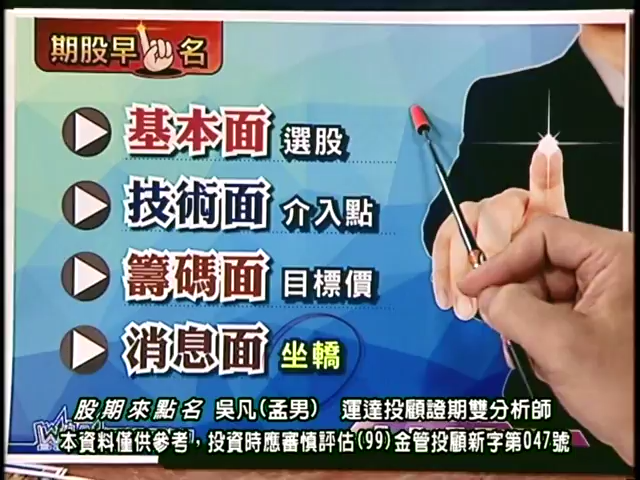 期股早 名
基本面 選股
技術面 介入點
籌碼面 目標價
消息面 坐轎
股期來點名 吳凡(孟男) 運達投顧證期雙分析師
本資料僅供參考，投資時應審慎評估(99)金管投顧新字第047號